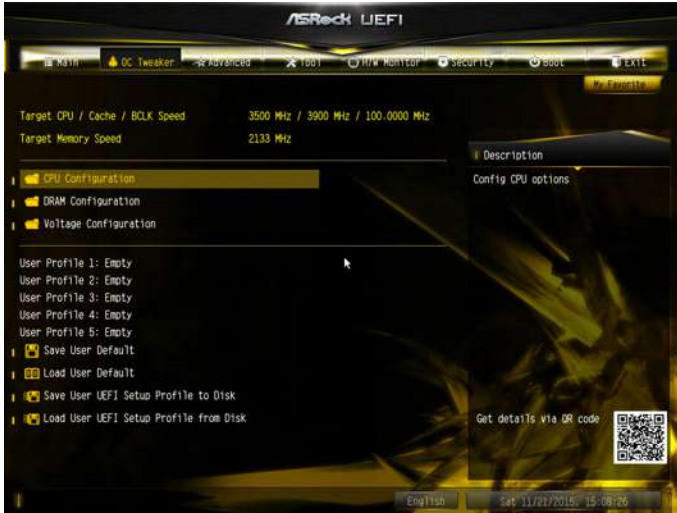 ASRock UEFI
Main
OC Tweaker
Advanced
Tool
H/W Monitor
Security
Boot
Exit
My Favorite
Target CPU / Cache / BCLK Speed 3500 MHz / 3900 MHz / 100.0000 MHz
Target Memory Speed 2133 MHz
Description
CPU Configuration
Config CPU options
DRAM Configuration
Voltage Configuration
User Profile 1: Empty
User Profile 2: Empty
User Profile 3: Empty
User Profile 4: Empty
User Profile 5: Empty
Save User Default
Load User Default
Save User UEFI Setup Profile to Disk
Load User UEFI Setup Profile from Disk
Get details via QR code
English
Sat 11/21/2015, 15:08:26